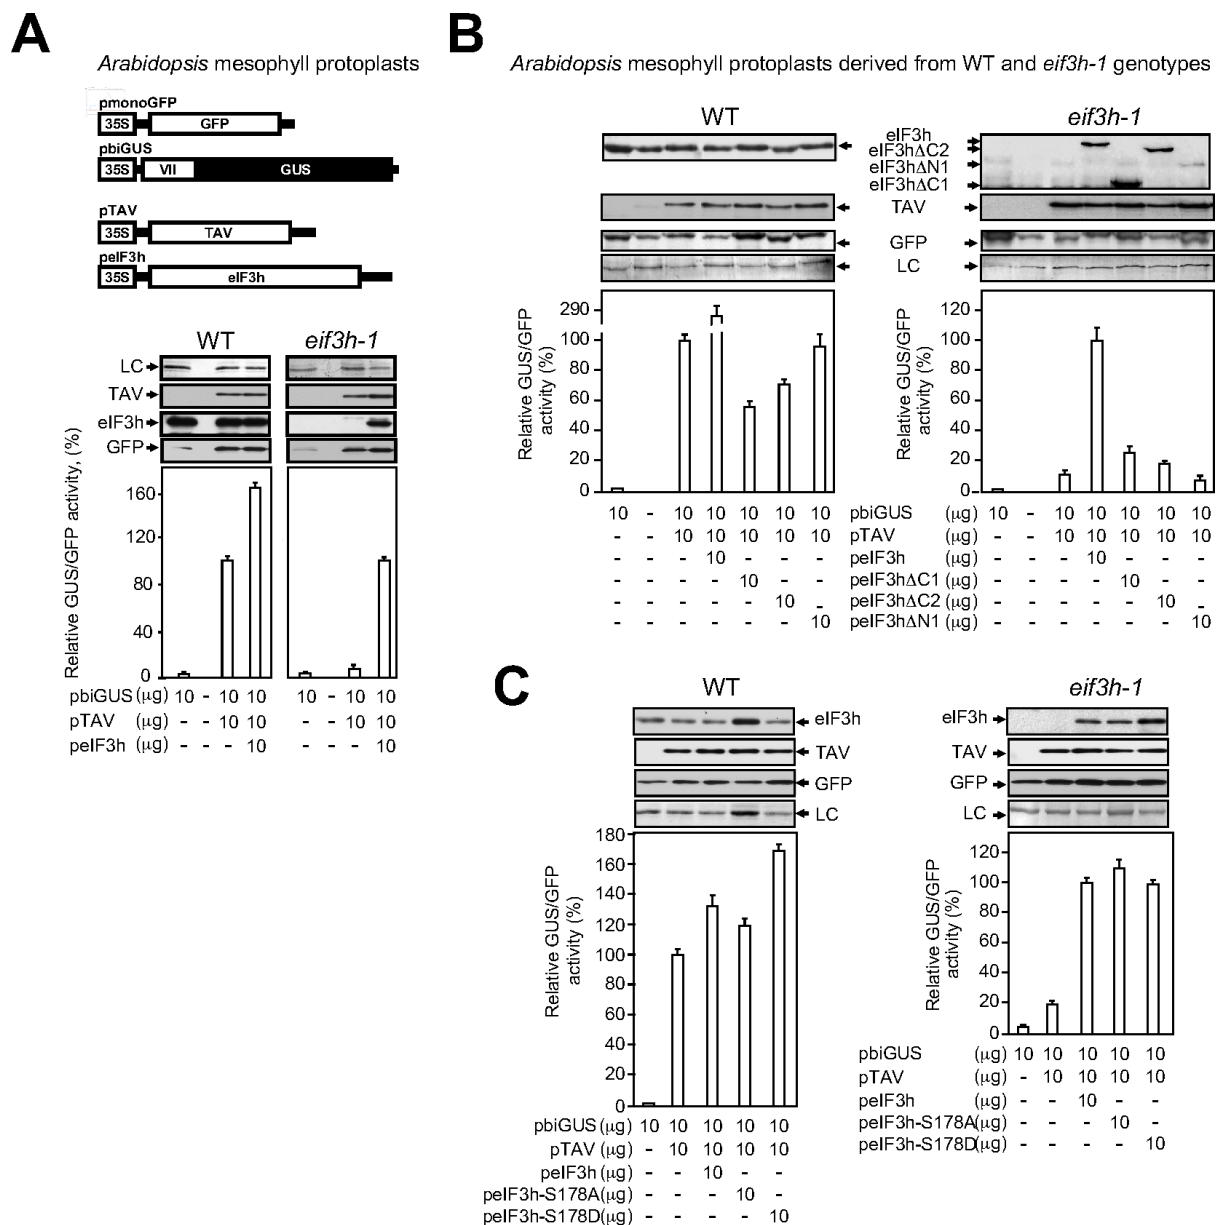 A
Arabidopsis mesophyll protoplasts
pmonoGFP
35S GFP
pbiGUS
35S VII GUS
pTAV
35S TAV
peIF3h
35S eIF3h
WT eif3h-1
LC
TAV
eIF3h
GFP
Relative GUS/GFP activity, (%)
160
120
80
40
0
pbiGUS (μg) 10 - 10 10 10 - 10 10
pTAV (μg) - - 10 10 - - 10 10
peIF3h (μg) - - - 10 - - - 10
B
Arabidopsis mesophyll protoplasts derived from WT and eif3h-1 genotypes
WT eif3h-1
eIF3h
eIF3hΔC2
eIF3hΔN1
eIF3hΔC1
TAV
GFP
LC
Relative GUS/GFP activity (%)
290
100
80
60
40
20
0
Relative GUS/GFP activity (%)
120
100
80
60
40
20
0
10 - 10 10 10 10 10 pbiGUS (μg) 10 - 10 10 10 10 10
- - 10 10 10 10 10 pTAV (μg) - - 10 10 10 10 10
- - - 10 - - - peIF3h (μg) - - - 10 - - -
- - - - 10 - - peIF3hΔC1 (μg) - - - - 10 - -
- - - - - 10 - peIF3hΔC2 (μg) - - - - - 10 -
- - - - - - 10 peIF3hΔN1 (μg) - - - - - - 10
C
WT
eIF3h
TAV
GFP
LC
Relative GUS/GFP activity (%)
180
160
140
120
100
80
60
40
20
0
pbiGUS (μg) 10 10 10 10 10
pTAV (μg) - 10 10 10 10
peIF3h (μg) - - 10 - -
peIF3h-S178A(μg) - - - 10 -
peIF3h-S178D(μg) - - - - 10
eif3h-1
eIF3h
TAV
GFP
LC
Relative GUS/GFP activity (%)
120
100
80
60
40
20
0
pbiGUS (μg) 10 10 10 10 10
pTAV (μg) - 10 10 10 10
peIF3h (μg) - - 10 - -
peIF3h-S178A(μg) - - - 10 -
peIF3h-S178D(μg) - - - - 10